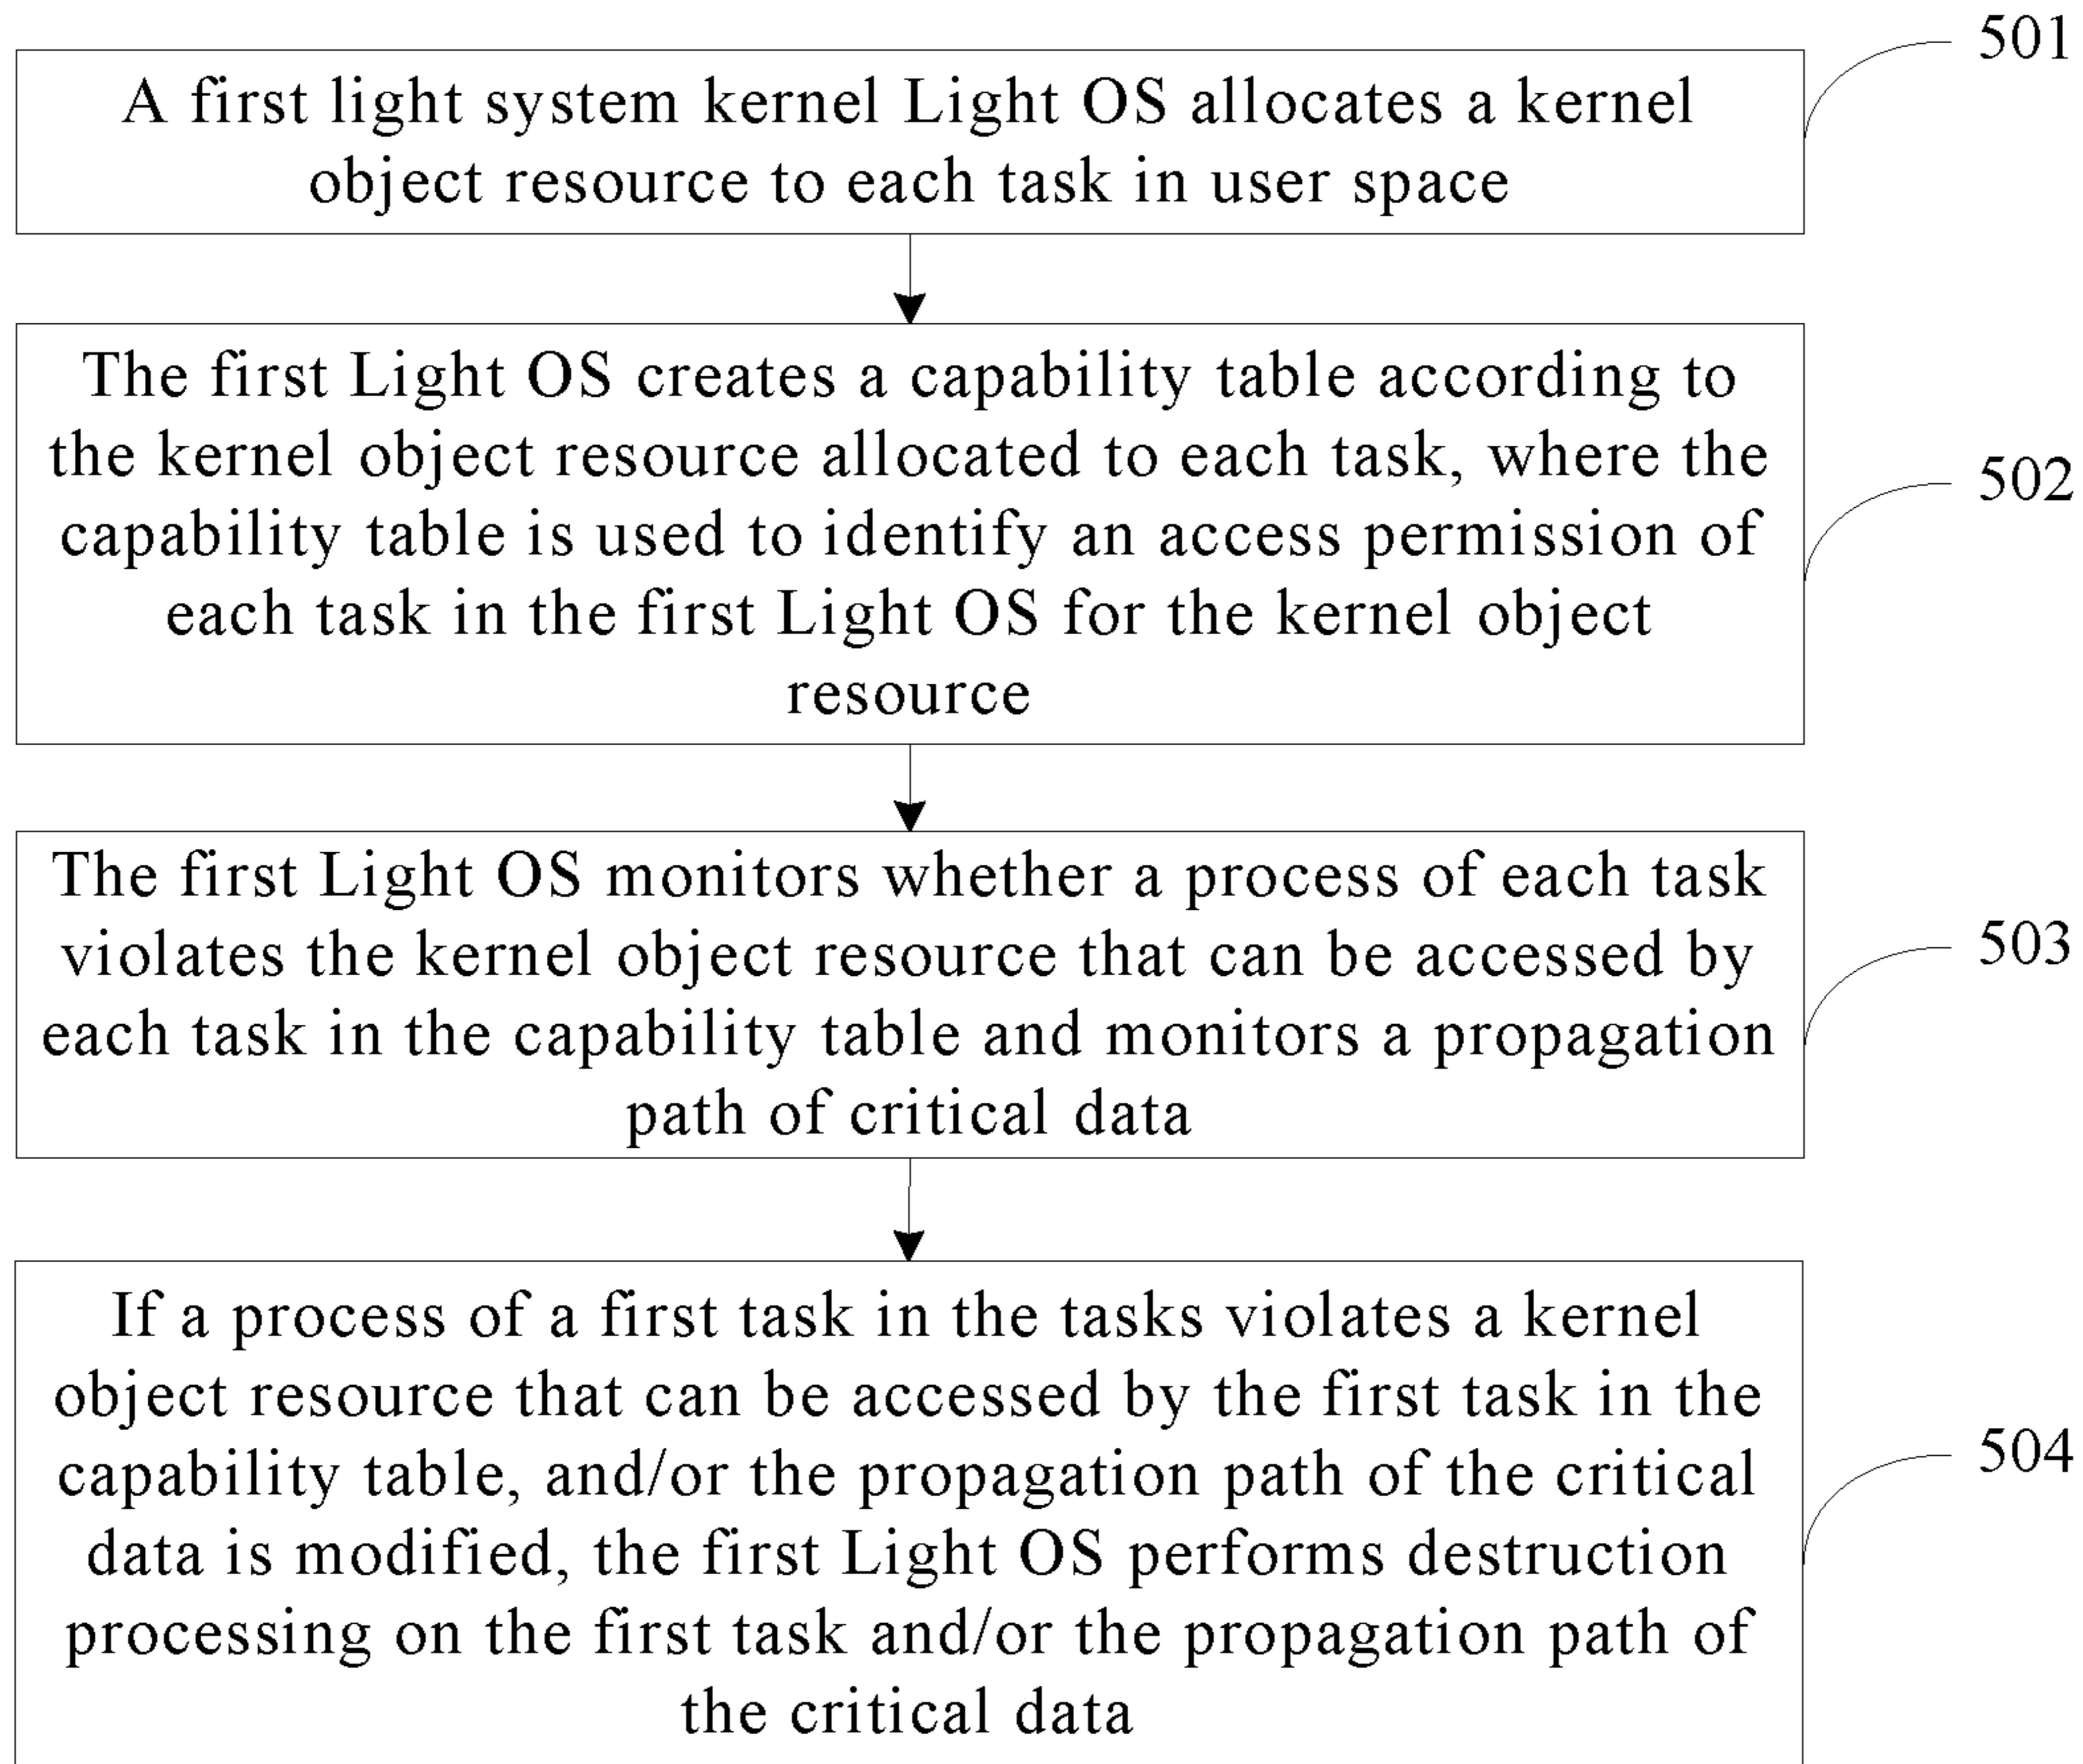 501
A first light system kernel Light OS allocates a kernel
object resource to each task in user space
The first Light OS creates a capability table according to
the kernel object resource allocated to each task, where the
capability table is used to identify an access permission of
each task in the first Light OS for the kernel object
resource
502
The first Light OS monitors whether a process of each task
violates the kernel object resource that can be accessed by
each task in the capability table and monitors a propagation
path of critical data
503
If a process of a first task in the tasks violates a kernel
object resource that can be accessed by the first task in the
capability table, and/or the propagation path of the critical
data is modified, the first Light OS performs destruction
processing on the first task and/or the propagation path of
the critical data
504